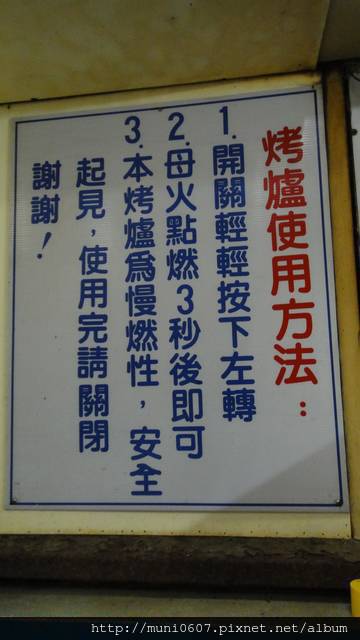 烤爐使用方法：
1.開關輕輕按下左轉
2.母火點燃3秒後即可
3.本烤爐為慢燃性，安全
起見，使用完請關閉
謝謝！
http://muni0607.pixnet.net/album